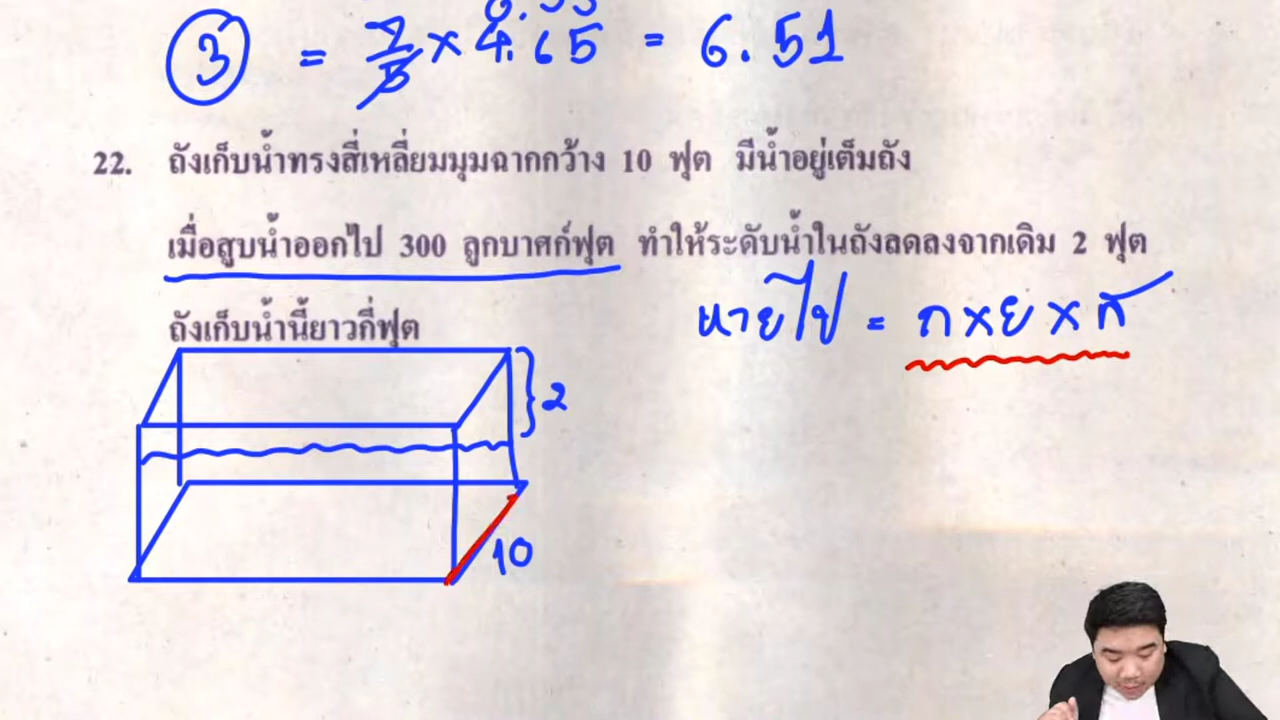 ③ = 7/5 × 4.65 = 6.51
22. ถังเก็บน้ำทรงสี่เหลี่ยมมุมฉากกว้าง 10 ฟุต มีน้ำอยู่เต็มถัง
เมื่อสูบน้ำออกไป 300 ลูกบาศก์ฟุต ทำให้ระดับน้ำในถังลดลงจากเดิม 2 ฟุต
ถังเก็บน้ำนี้ยาวกี่ฟุต
หายไป = ก × ย × ส
2
10